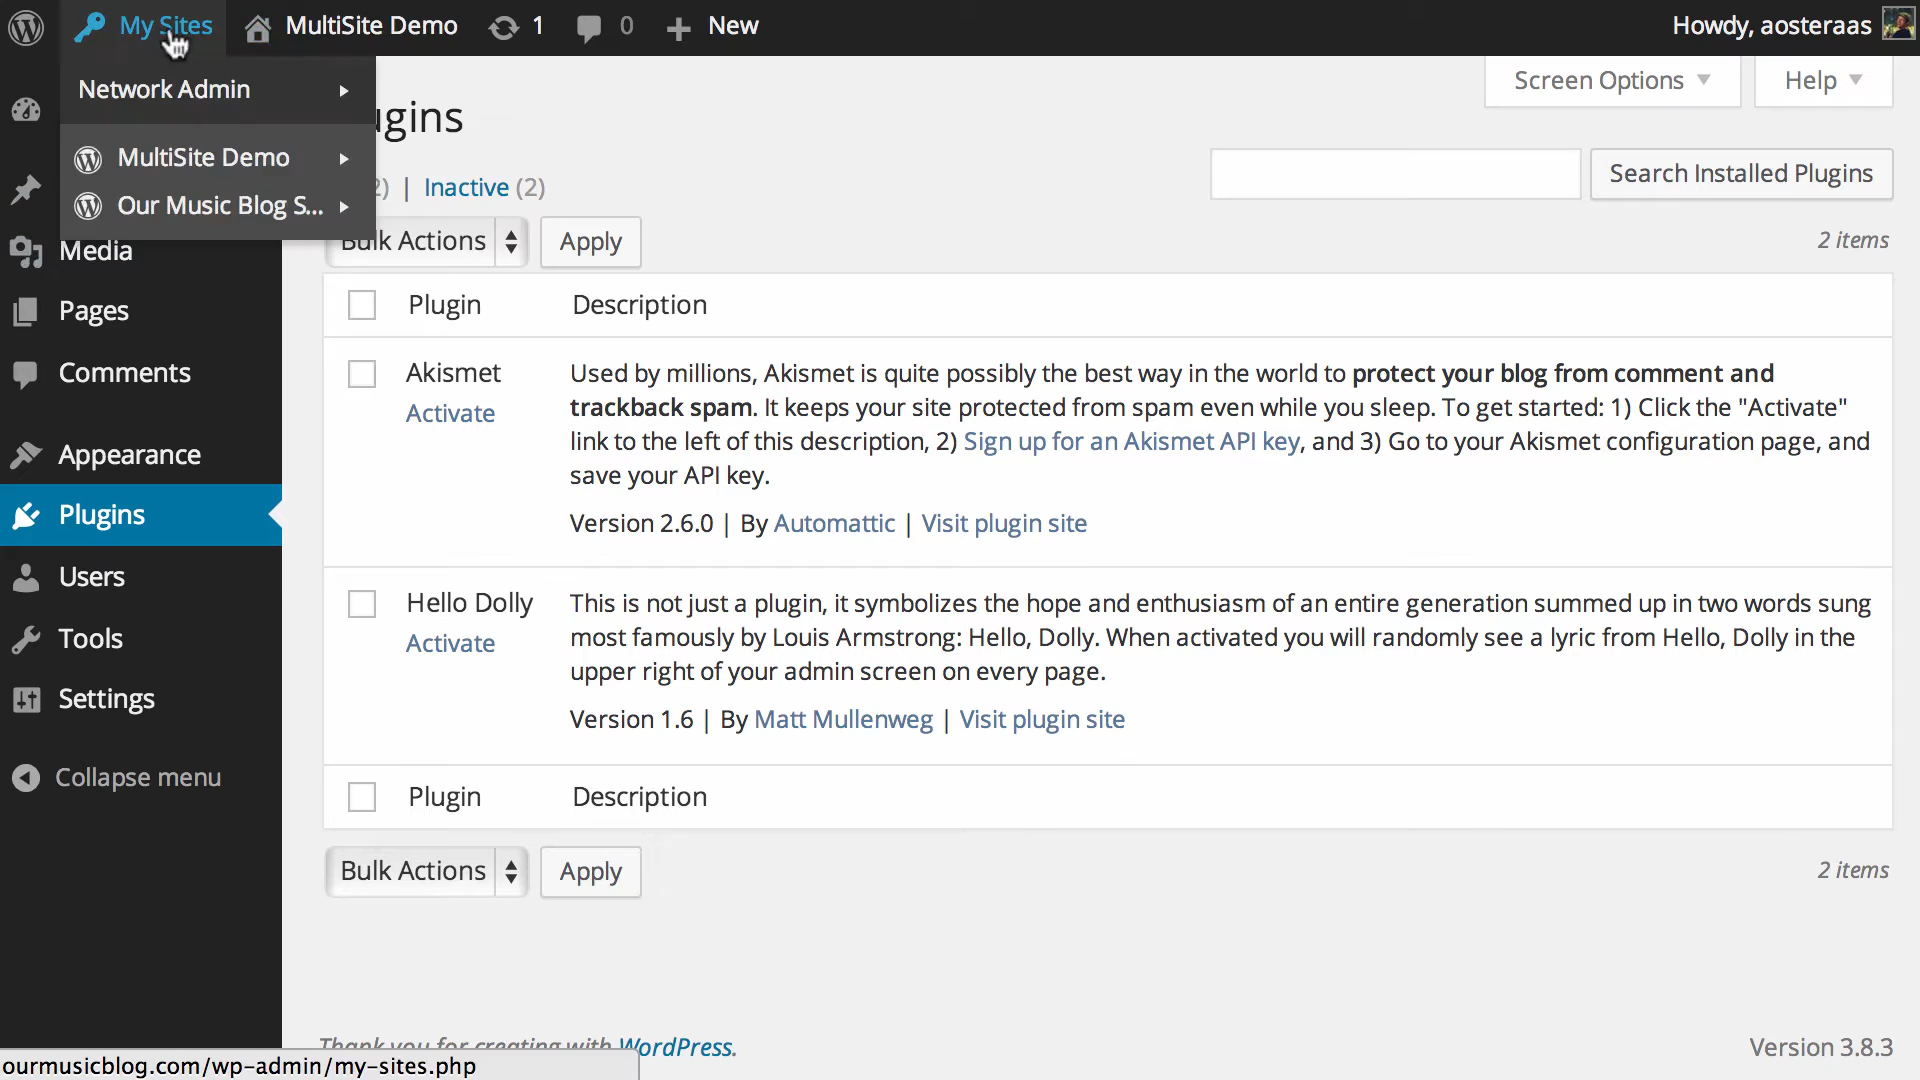 My Sites MultiSite Demo 1 0 New Howdy, aosteraas
Network Admin
MultiSite Demo
Our Music Blog S...
Media
Pages
Comments
Appearance
Plugins
Users
Tools
Settings
Collapse menu
Screen Options Help
ugins
2) | Inactive (2)
Search Installed Plugins
Bulk Actions Apply 2 items
Plugin Description
Akismet
Activate
Used by millions, Akismet is quite possibly the best way in the world to protect your blog from comment and
trackback spam. It keeps your site protected from spam even while you sleep. To get started: 1) Click the "Activate"
link to the left of this description, 2) Sign up for an Akismet API key, and 3) Go to your Akismet configuration page, and
save your API key.
Version 2.6.0 | By Automattic | Visit plugin site
Hello Dolly
Activate
This is not just a plugin, it symbolizes the hope and enthusiasm of an entire generation summed up in two words sung
most famously by Louis Armstrong: Hello, Dolly. When activated you will randomly see a lyric from Hello, Dolly in the
upper right of your admin screen on every page.
Version 1.6 | By Matt Mullenweg | Visit plugin site
Plugin Description
Bulk Actions Apply 2 items
Thank you for creating with WordPress. Version 3.8.3
ourmusicblog.com/wp-admin/my-sites.php